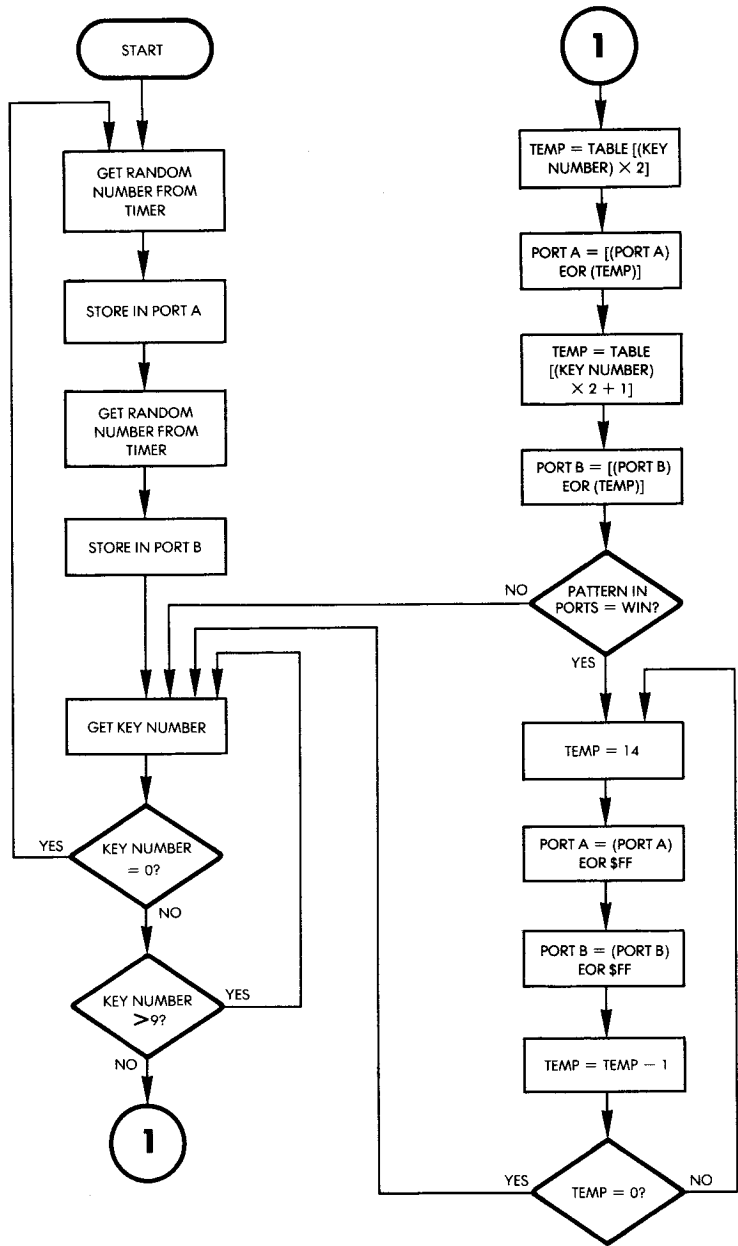 START
GET RANDOM
NUMBER FROM
TIMER
STORE IN PORT A
GET RANDOM
NUMBER FROM
TIMER
STORE IN PORT B
GET KEY NUMBER
KEY NUMBER
= 0?
YES
NO
KEY NUMBER
>9?
YES
NO
1
1
TEMP = TABLE [(KEY
NUMBER) × 2]
PORT A = [(PORT A)
EOR (TEMP)]
TEMP = TABLE
[(KEY NUMBER)
× 2 + 1]
PORT B = [(PORT B)
EOR (TEMP)]
PATTERN IN
PORTS = WIN?
NO
YES
TEMP = 14
PORT A = (PORT A)
EOR $FF
PORT B = (PORT B)
EOR $FF
TEMP = TEMP − 1
TEMP = 0?
YES
NO